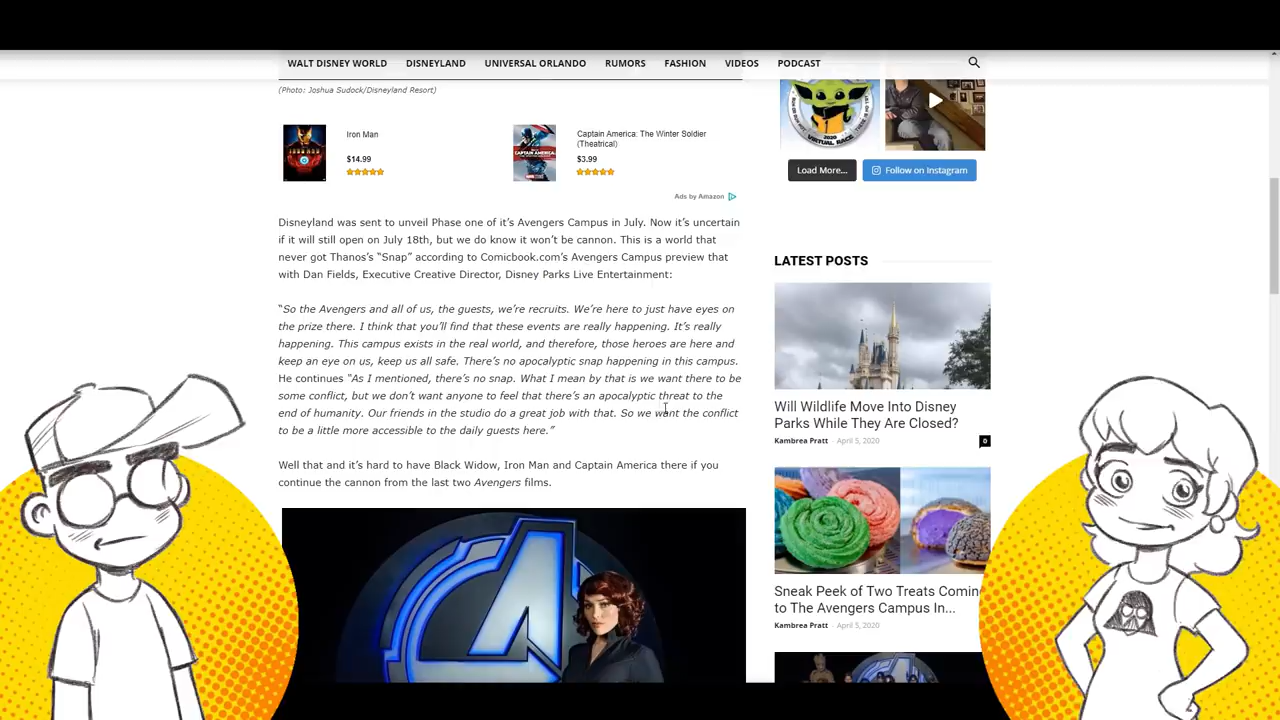 WALT DISNEY WORLD DISNEYLAND UNIVERSAL ORLANDO RUMORS FASHION VIDEOS PODCAST
(Photo: Joshua Sudock/Disneyland Resort)
Iron Man
$14.99
Captain America: The Winter Soldier
(Theatrical)
$3.99
Ads by Amazon
Disneyland was sent to unveil Phase one of it's Avengers Campus in July. Now it's uncertain
if it will still open on July 18th, but we do know it won't be cannon. This is a world that
never got Thanos's "Snap" according to Comicbook.com's Avengers Campus preview that
with Dan Fields, Executive Creative Director, Disney Parks Live Entertainment:
"So the Avengers and all of us, the guests, we're recruits. We're here to just have eyes on
the prize there. I think that you'll find that these events are really happening. It's really
happening. This campus exists in the real world, and therefore, those heroes are here and
keep an eye on us, keep us all safe. There's no apocalyptic snap happening in this campus.
He continues "As I mentioned, there's no snap. What I mean by that is we want there to be
some conflict, but we don't want anyone to feel that there's an apocalyptic threat to the
end of humanity. Our friends in the studio do a great job with that. So we want the conflict
to be a little more accessible to the daily guests here."
Well that and it's hard to have Black Widow, Iron Man and Captain America there if you
continue the cannon from the last two Avengers films.
2020
VIRTUAL RACE
Load More...
Follow on Instagram
LATEST POSTS
Will Wildlife Move Into Disney
Parks While They Are Closed?
Kambrea Pratt - April 5, 2020
0
Sneak Peek of Two Treats Comin
to The Avengers Campus In...
Kambrea Pratt - April 5, 2020